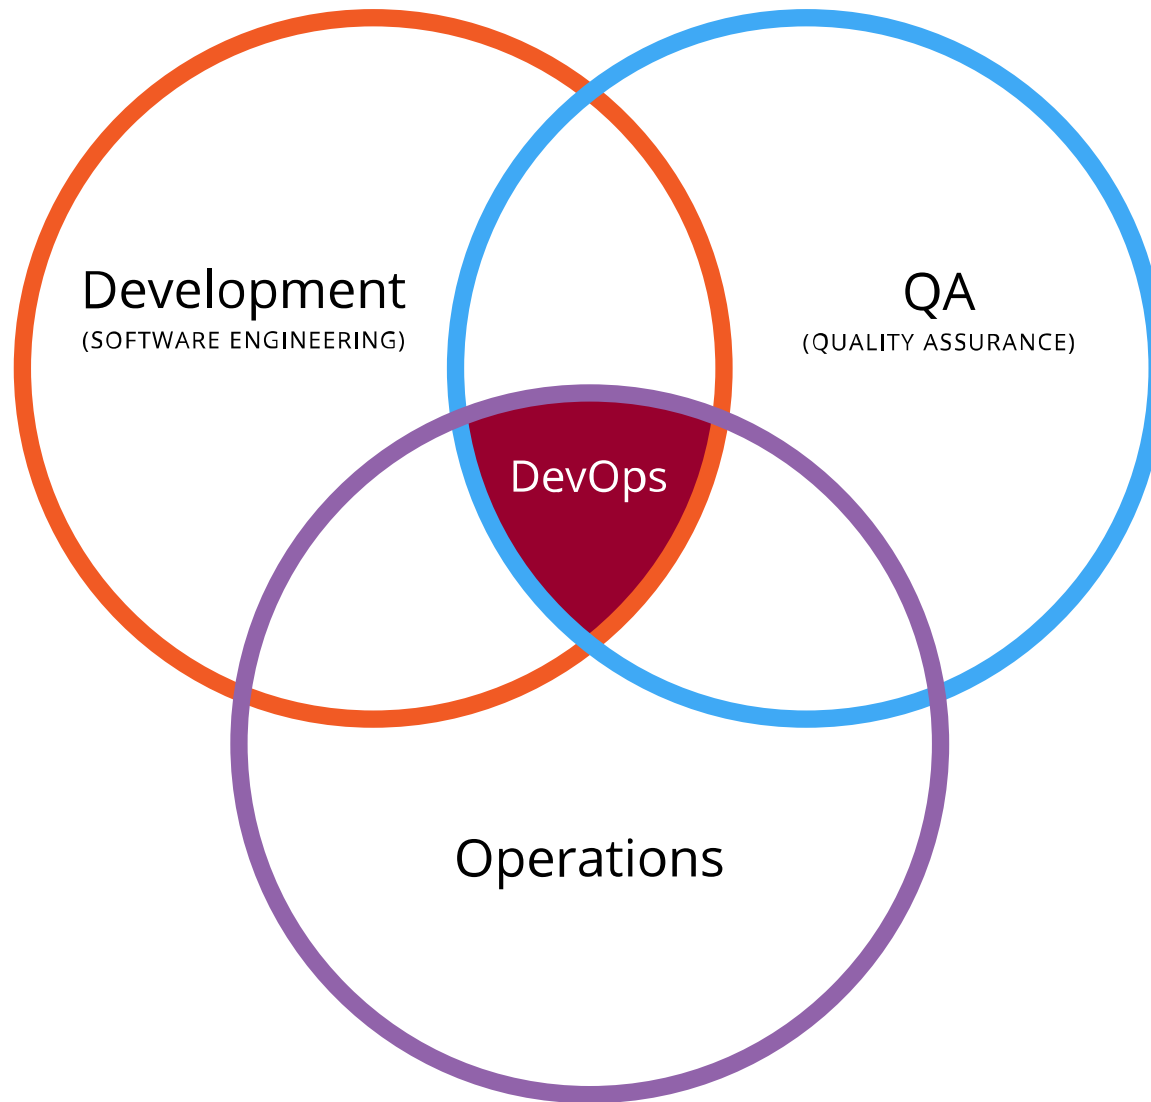 Development
(SOFTWARE ENGINEERING)
QA
(QUALITY ASSURANCE)
DevOps
Operations